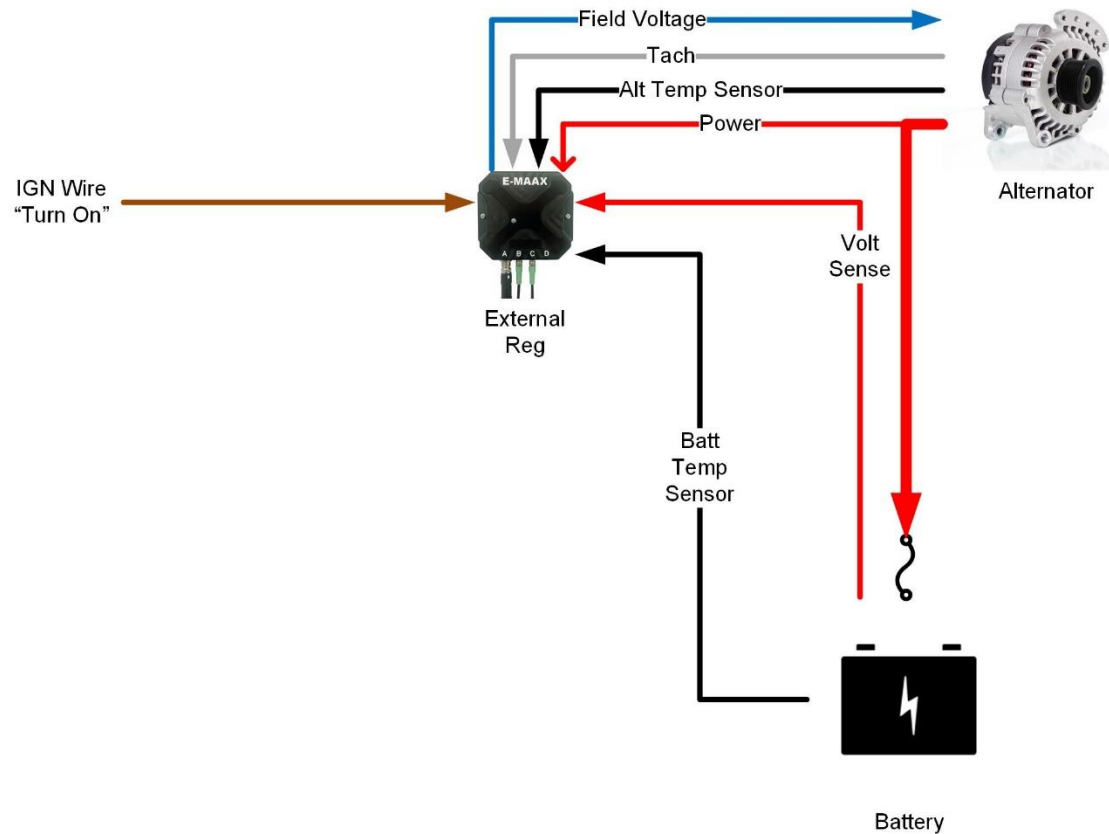 Field Voltage
Tach
Alt Temp Sensor
Power
Alternator
E-MAAX
IGN Wire
“Turn On”
A B C D
External
Reg
Volt
Sense
Batt
Temp
Sensor
Battery